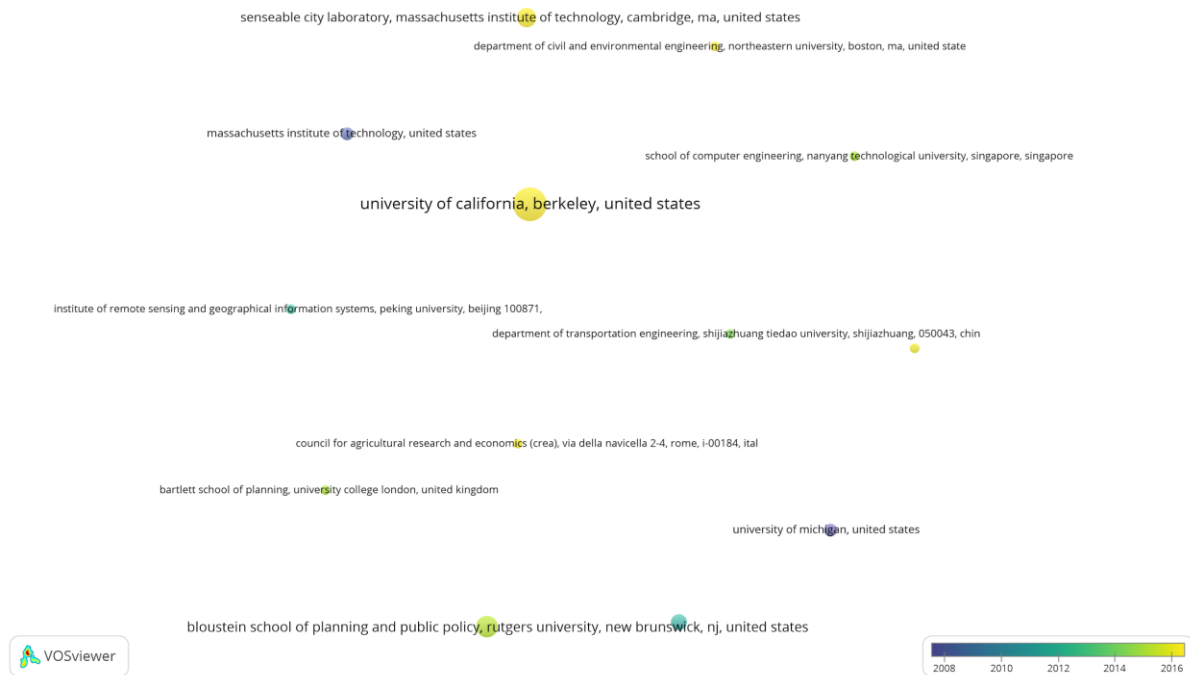 senseable city laboratory, massachusetts institute of technology, cambridge, ma, united states
department of civil and environmental engineering, northeastern university, boston, ma, united state
massachusetts institute of technology, united states
school of computer engineering, nanyang technological university, singapore, singapore
university of california, berkeley, united states
institute of remote sensing and geographical information systems, peking university, beijing 100871,
department of transportation engineering, shijiazhuang tiedao university, shijiazhuang, 050043, chin
council for agricultural research and economics (crea), via della navicella 2-4, rome, i-00184, ital
bartlett school of planning, university college london, united kingdom
university of michigan, united states
bloustein school of planning and public policy, rutgers university, new brunswick, nj, united states
VOSviewer
2008 2010 2012 2014 2016